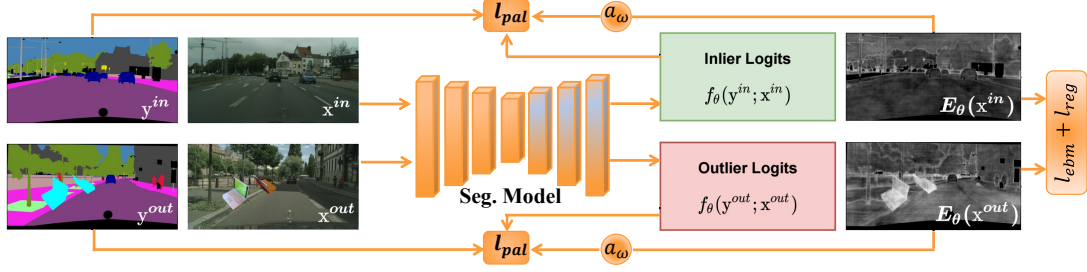 l_pal
a_ω
y^in
x^in
Inlier Logits
f_θ(y^in; x^in)
E_θ(x^in)
l_ebm + l_reg
Seg. Model
y^out
x^out
Outlier Logits
f_θ(y^out; x^out)
E_θ(x^out)
l_pal
a_ω